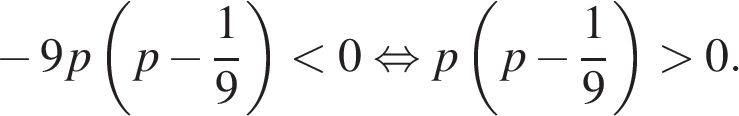 − 9p(p − 1/9) < 0 ⇔ p(p − 1/9) > 0.